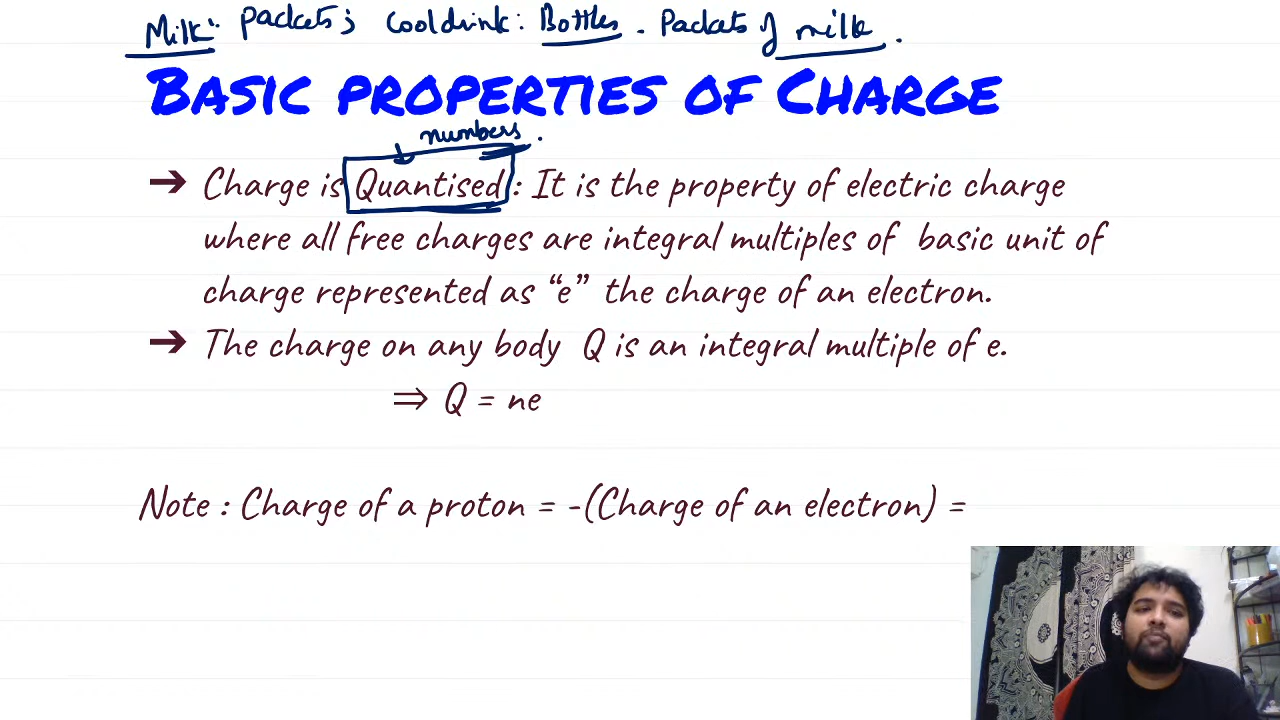 Milk: packets; cooldrink: Bottles. Packets of milk.
BASIC PROPERTIES OF CHARGE
numbers.
➔ Charge is Quantised : It is the property of electric charge
where all free charges are integral multiples of basic unit of
charge represented as “e” the charge of an electron.
➔ The charge on any body Q is an integral multiple of e.
⇒ Q = ne
Note : Charge of a proton = -(Charge of an electron) =